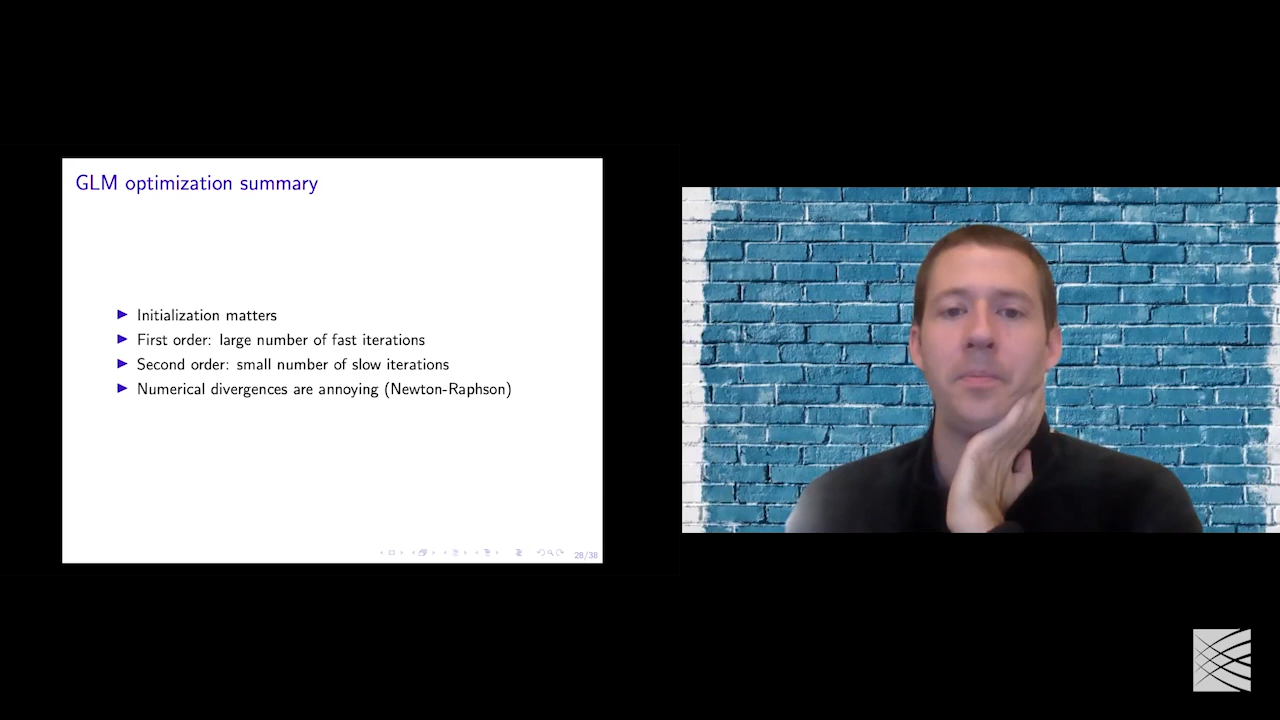 GLM optimization summary
Initialization matters
First order: large number of fast iterations
Second order: small number of slow iterations
Numerical divergences are annoying (Newton-Raphson)
28/38